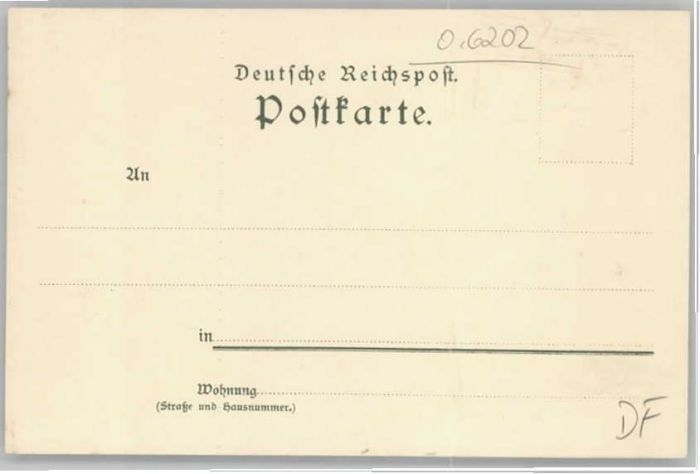 0.6202
Deutsche Reichspost.
Postkarte.
An
in
Wohnung
(Straße und Hausnummer.)
DF